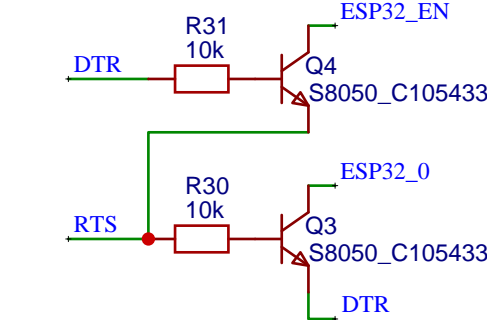 ESP32_EN
R31
10k
DTR
Q4
S8050_C105433
R30
10k
ESP32_0
RTS
Q3
S8050_C105433
DTR